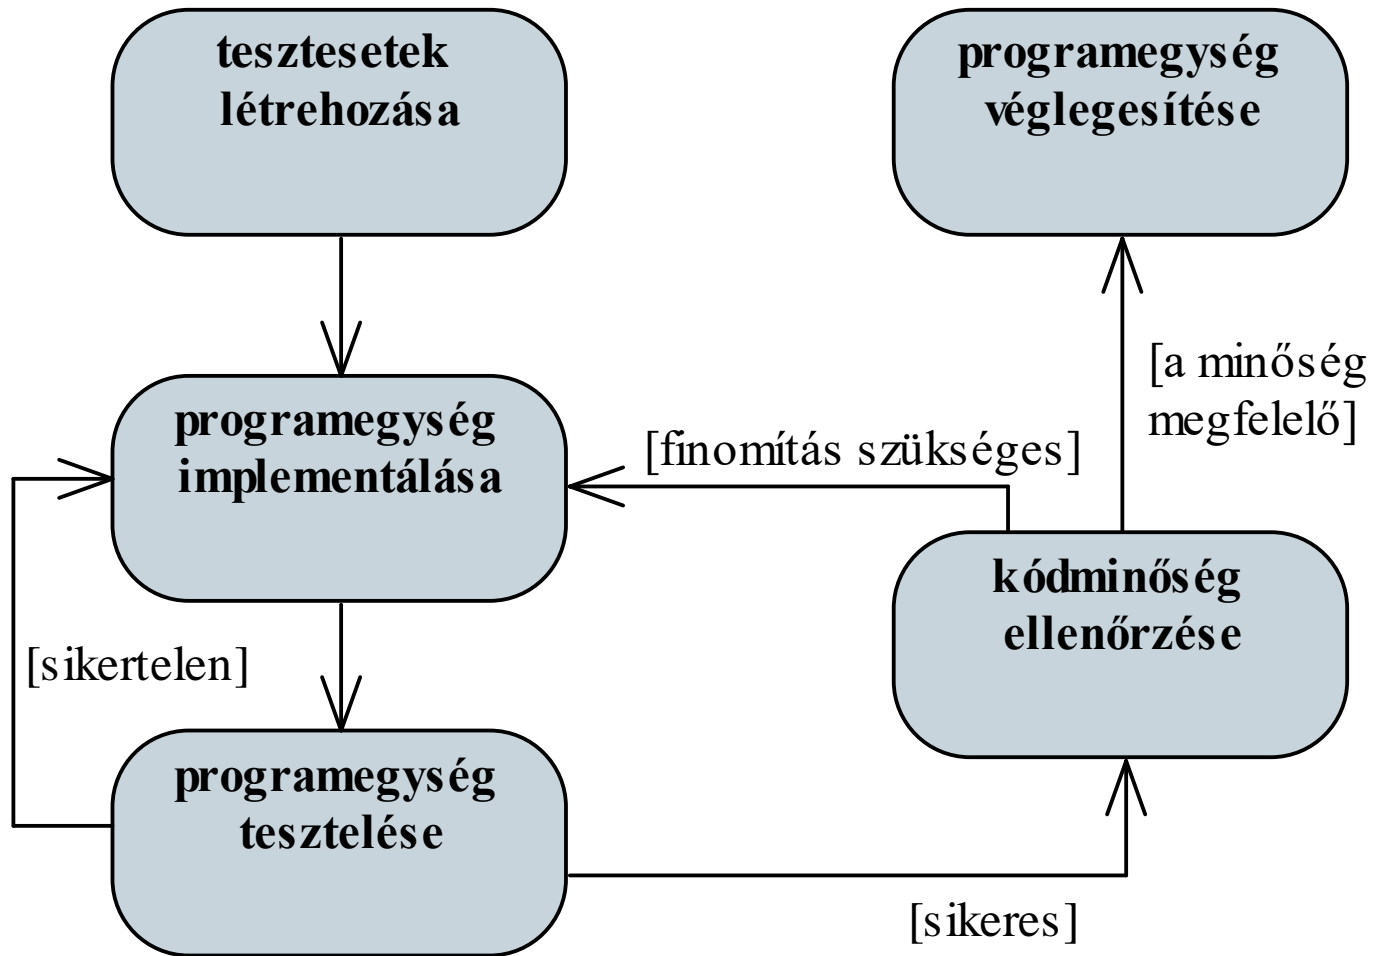 tesztesetek
létrehozása
programegység
véglegesítése
[a minőség
megfelelő]
programegység
implementálása
[finomítás szükséges]
kódminőség
ellenőrzése
[sikertelen]
programegység
tesztelése
[sikeres]